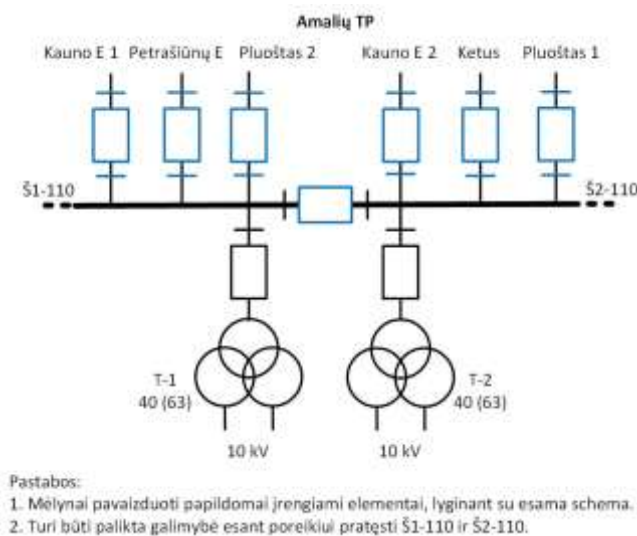 Amalių TP
Kauno E 1 Petrašiūnų E Pluoštas 2 Kauno E 2 Ketus Pluoštas 1
Š1-110 Š2-110
T-1 T-2
40 (63) 40 (63)
10 kV 10 kV
Pastabos:
1. Mėlynai pavaizduoti papildomai įrengiami elementai, lyginant su esama schema.
2. Turi būti palikta galimybė esant poreikiui pratęsti Š1-110 ir Š2-110.